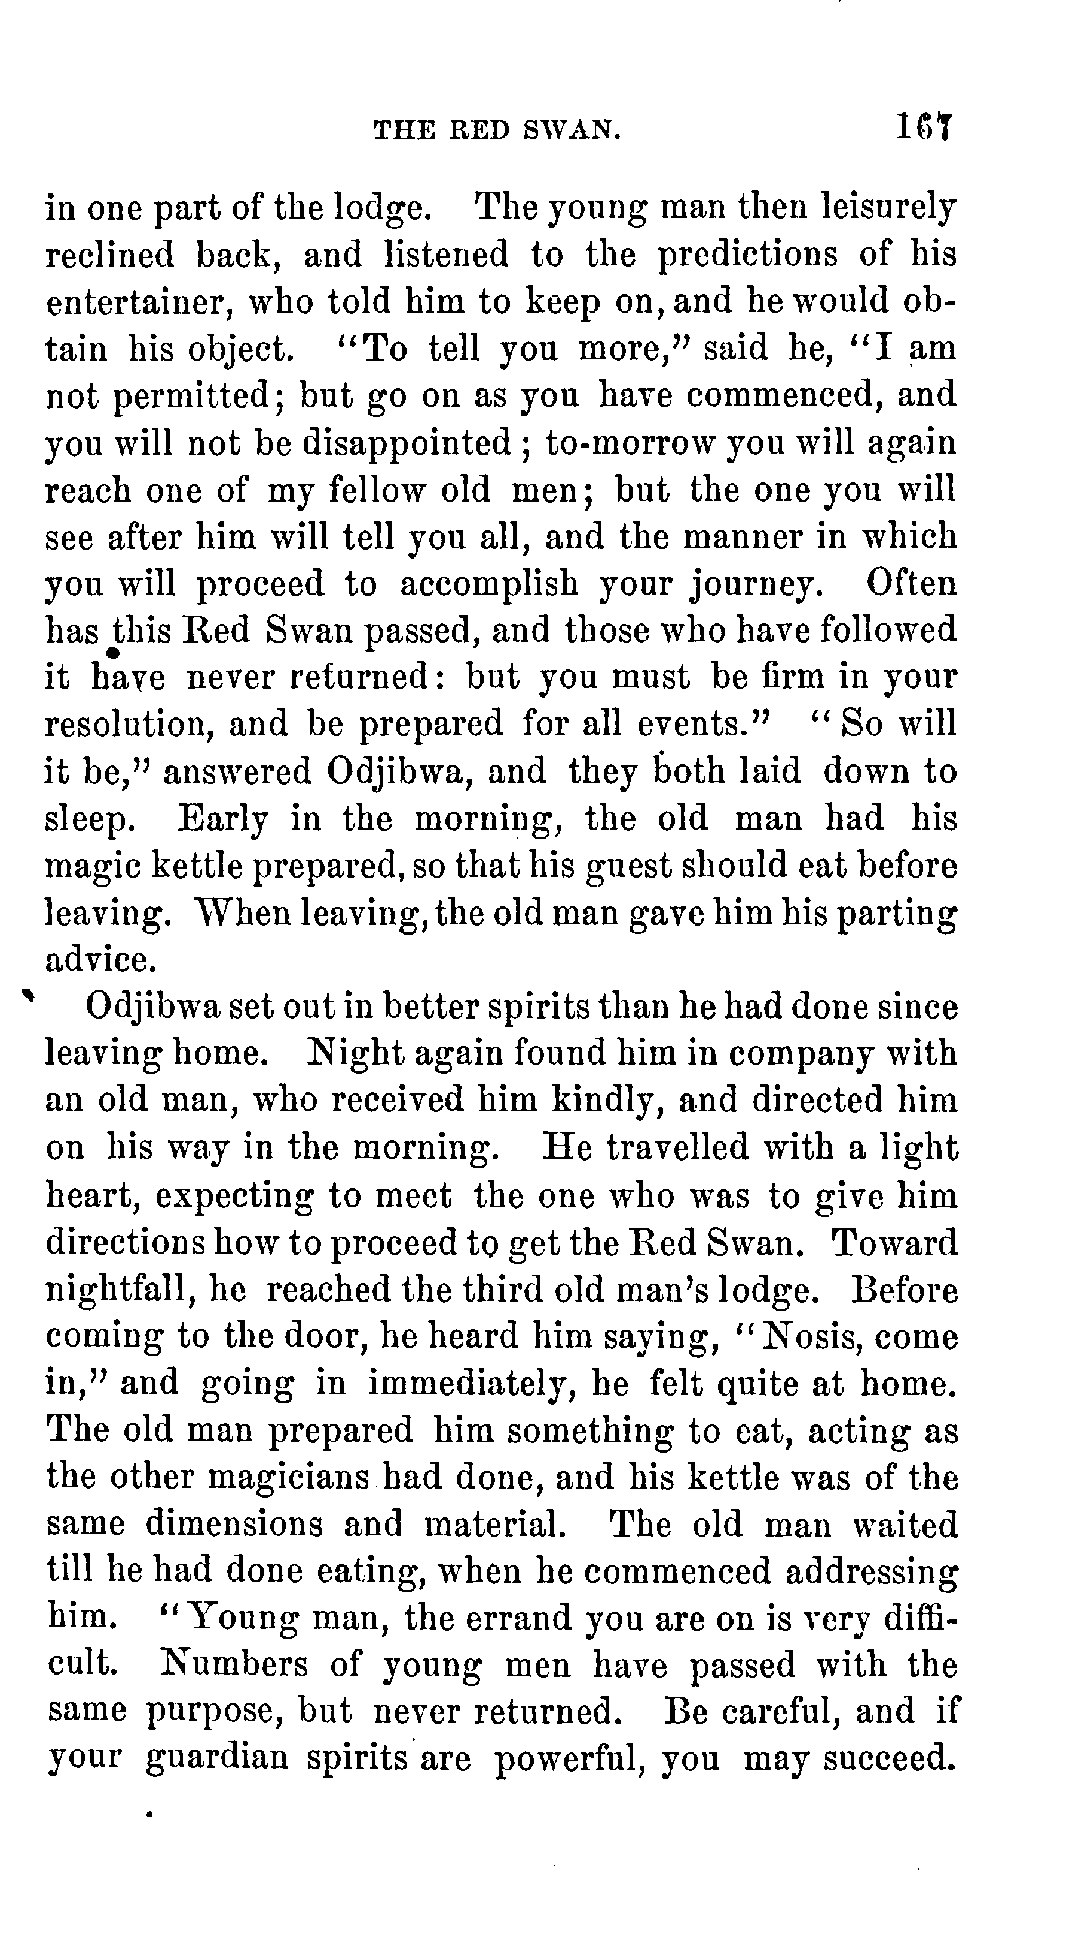 THE RED SWAN. 167
in one part of the lodge. The young man then leisurely
reclined back, and listened to the predictions of his
entertainer, who told him to keep on, and he would ob-
tain his object. "To tell you more," said he, "I am
not permitted; but go on as you have commenced, and
you will not be disappointed; to-morrow you will again
reach one of my fellow old men; but the one you will
see after him will tell you all, and the manner in which
you will proceed to accomplish your journey. Often
has this Red Swan passed, and those who have followed
it have never returned: but you must be firm in your
resolution, and be prepared for all events." "So will
it be," answered Odjibwa, and they both laid down to
sleep. Early in the morning, the old man had his
magic kettle prepared, so that his guest should eat before
leaving. When leaving, the old man gave him his parting
advice.
Odjibwa set out in better spirits than he had done since
leaving home. Night again found him in company with
an old man, who received him kindly, and directed him
on his way in the morning. He travelled with a light
heart, expecting to meet the one who was to give him
directions how to proceed to get the Red Swan. Toward
nightfall, he reached the third old man's lodge. Before
coming to the door, he heard him saying, "Nosis, come
in," and going in immediately, he felt quite at home.
The old man prepared him something to eat, acting as
the other magicians had done, and his kettle was of the
same dimensions and material. The old man waited
till he had done eating, when he commenced addressing
him. "Young man, the errand you are on is very diffi-
cult. Numbers of young men have passed with the
same purpose, but never returned. Be careful, and if
your guardian spirits are powerful, you may succeed.